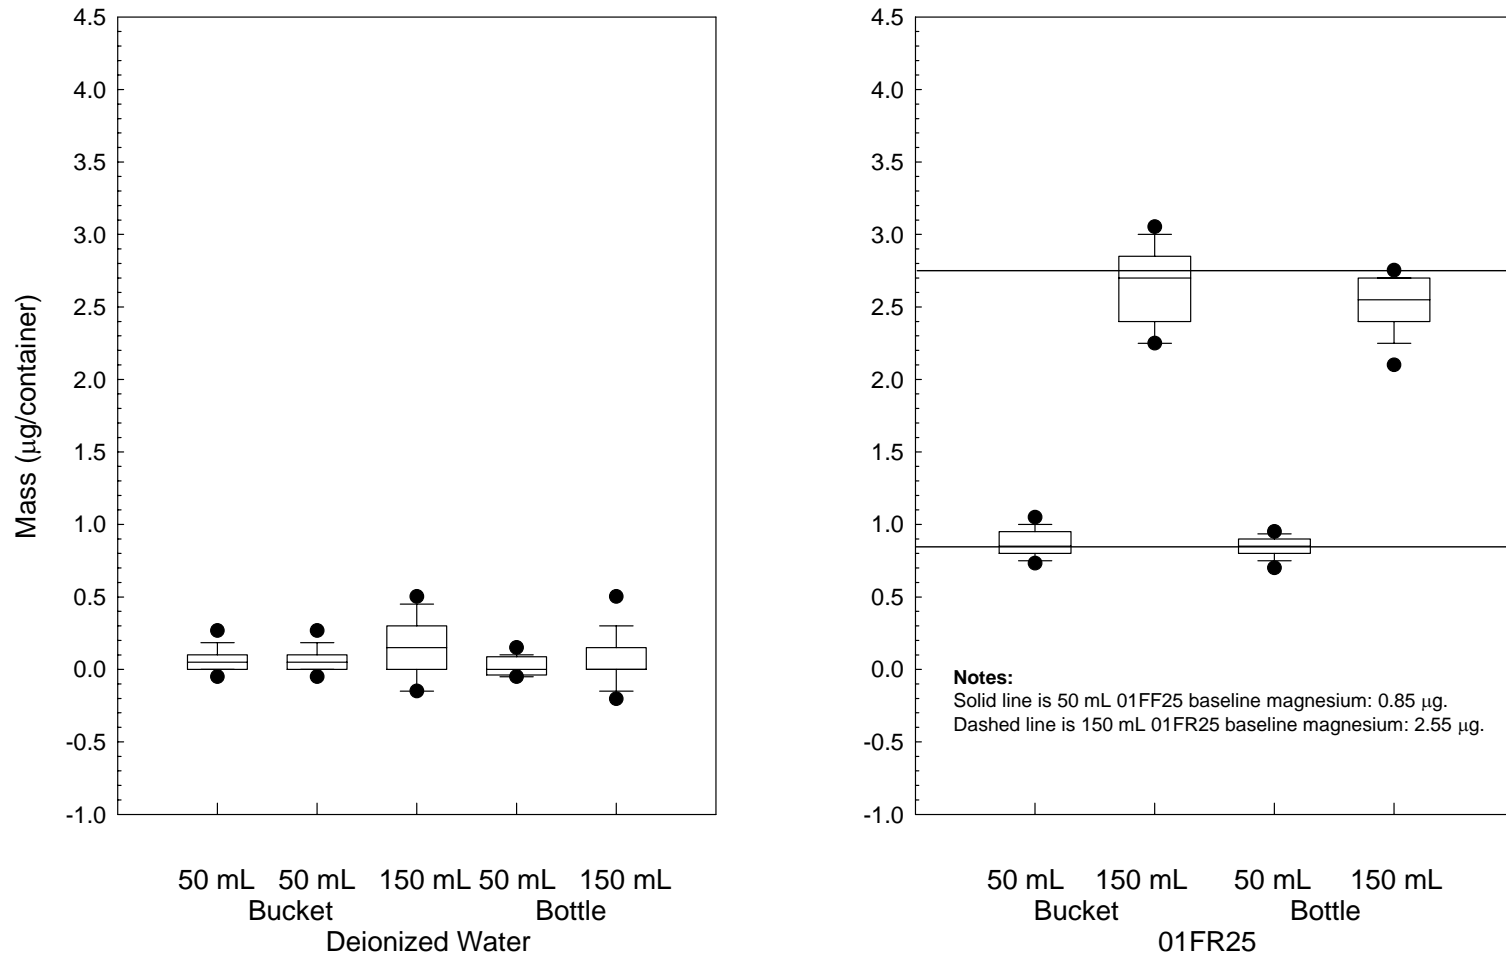 Mass (μg/container)
4.5
4.0
3.5
3.0
2.5
2.0
1.5
1.0
0.5
0.0
-0.5
-1.0
50 mL 50 mL 150 mL 50 mL 150 mL
Bucket Bottle
Deionized Water
4.5
4.0
3.5
3.0
2.5
2.0
1.5
1.0
0.5
0.0
-0.5
-1.0
Notes:
Solid line is 50 mL 01FF25 baseline magnesium: 0.85 μg.
Dashed line is 150 mL 01FR25 baseline magnesium: 2.55 μg.
50 mL 150 mL 50 mL 150 mL
Bucket Bottle
01FR25